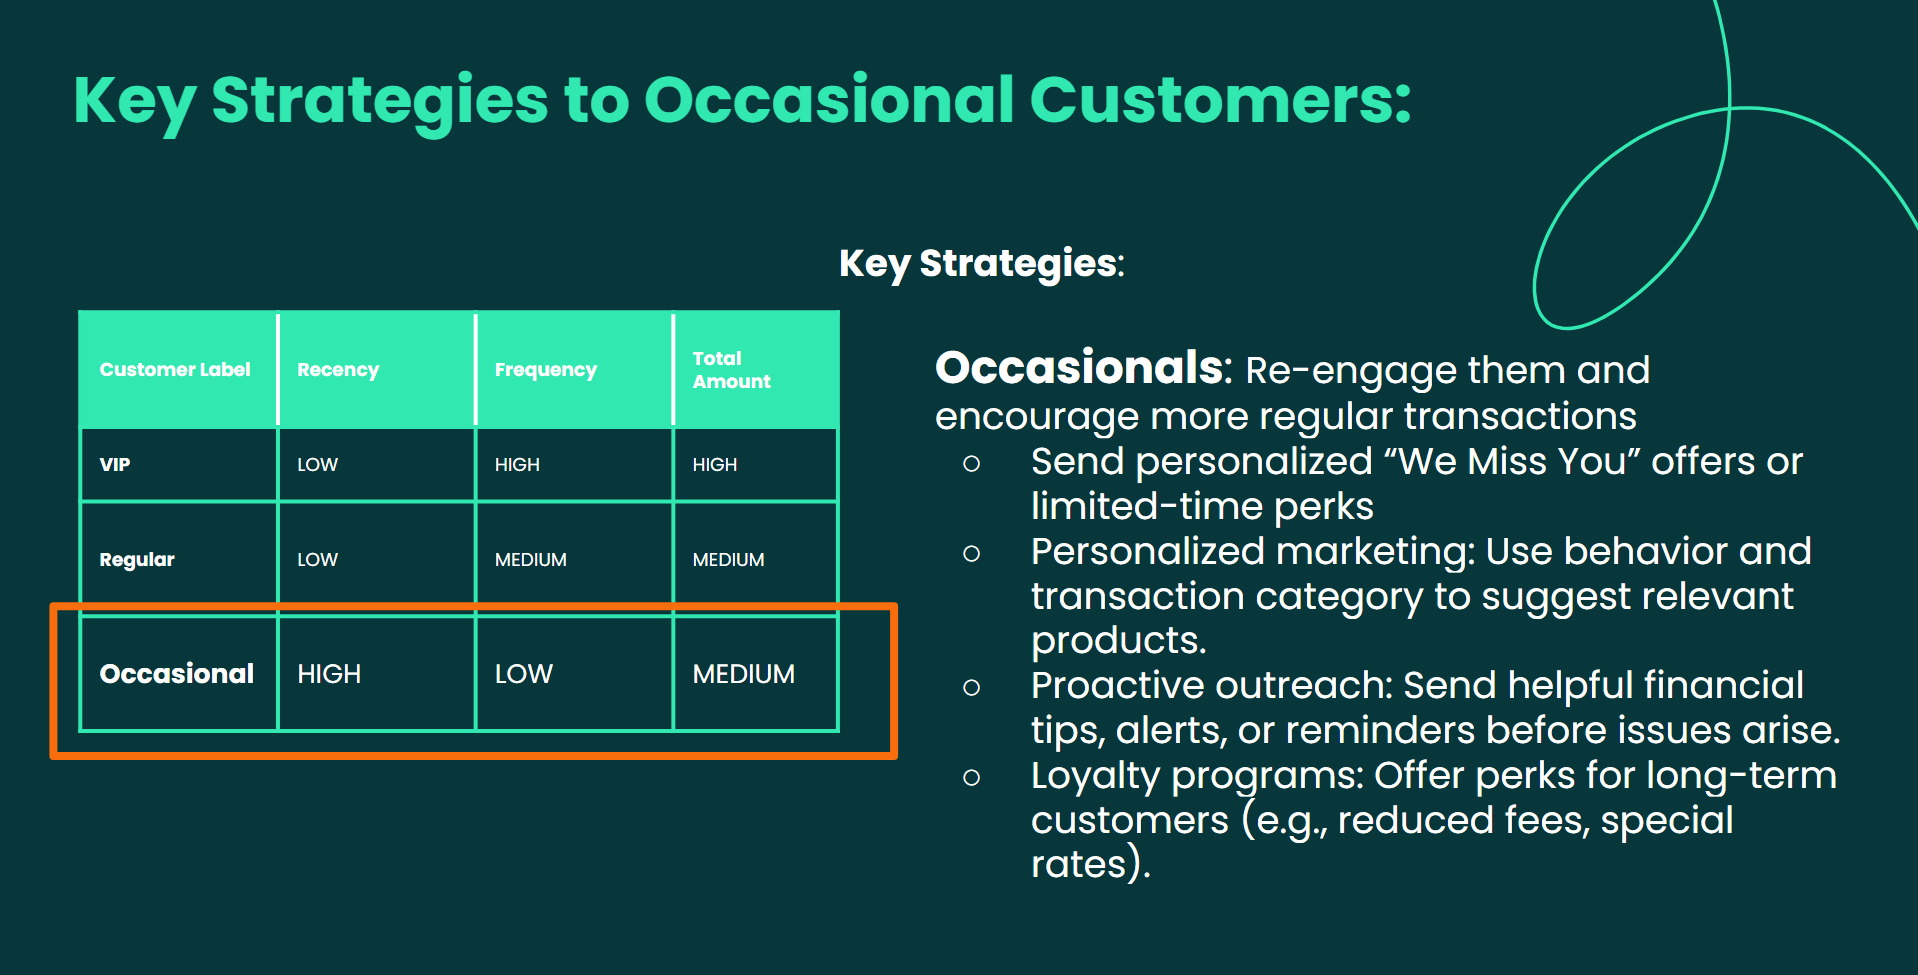 Key Strategies to Occasional Customers:
Key Strategies:
Customer Label Recency Frequency Total Amount
VIP LOW HIGH HIGH
Regular LOW MEDIUM MEDIUM
Occasional HIGH LOW MEDIUM
Occasionals: Re-engage them and
encourage more regular transactions
○ Send personalized “We Miss You” offers or
limited-time perks
○ Personalized marketing: Use behavior and
transaction category to suggest relevant
products.
○ Proactive outreach: Send helpful financial
tips, alerts, or reminders before issues arise.
○ Loyalty programs: Offer perks for long-term
customers (e.g., reduced fees, special
rates).